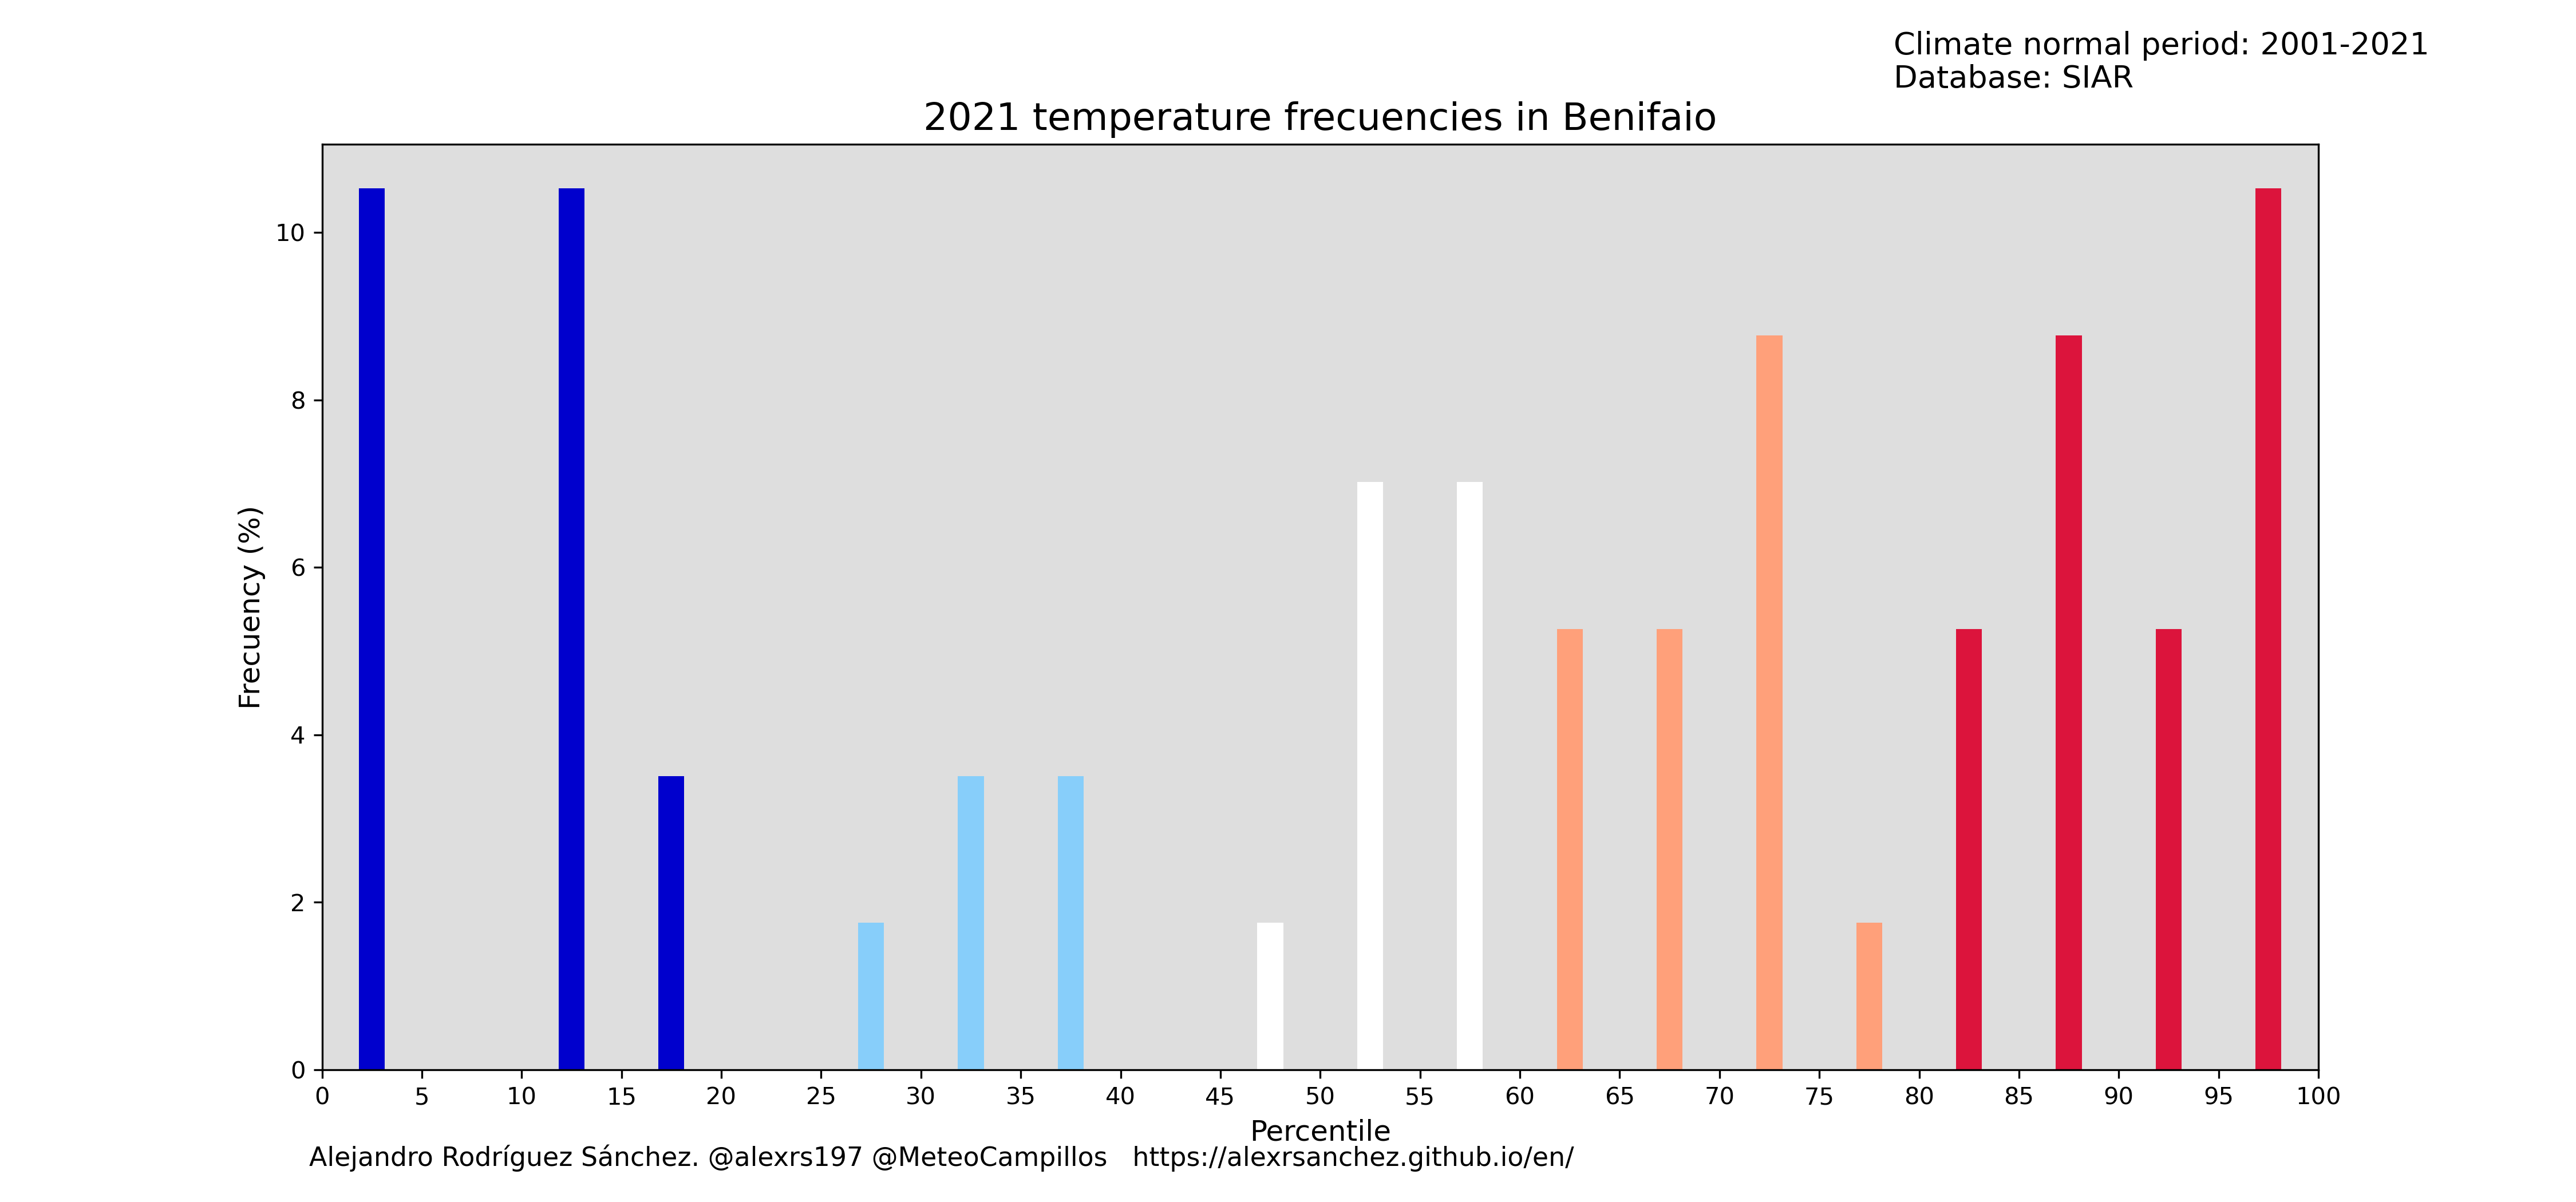 Climate normal period: 2001-2021
Database: SIAR
2021 temperature frecuencies in Benifaio
Frecuency (%)
10
8
6
4
2
0
0 5 10 15 20 25 30 35 40 45 50 55 60 65 70 75 80 85 90 95 100
Percentile
Alejandro Rodríguez Sánchez. @alexrs197 @MeteoCampillos https://alexrsanchez.github.io/en/